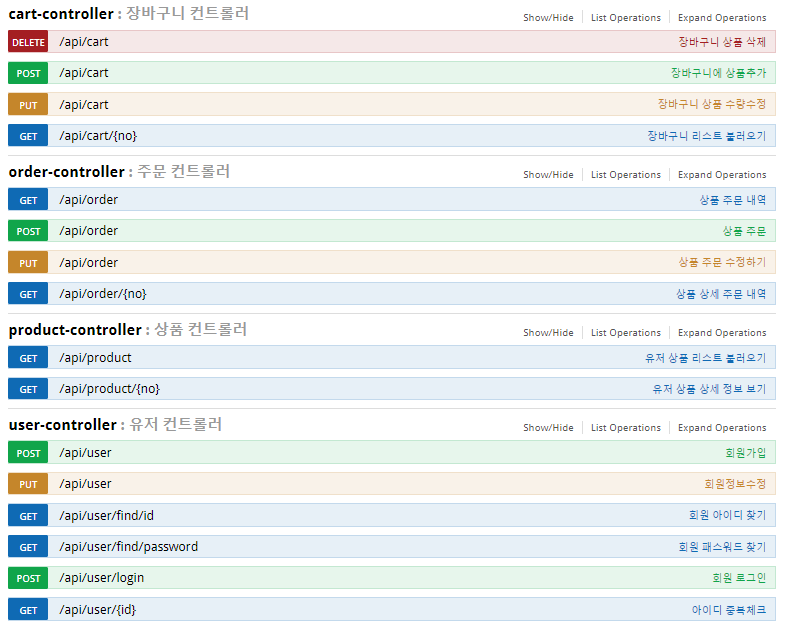 cart-controller : 장바구니 컨트롤러 Show/Hide List Operations Expand Operations
DELETE /api/cart 장바구니 상품 삭제
POST /api/cart 장바구니에 상품추가
PUT /api/cart 장바구니 상품 수량수정
GET /api/cart/{no} 장바구니 리스트 불러오기
order-controller : 주문 컨트롤러 Show/Hide List Operations Expand Operations
GET /api/order 상품 주문 내역
POST /api/order 상품 주문
PUT /api/order 상품 주문 수정하기
GET /api/order/{no} 상품 상세 주문 내역
product-controller : 상품 컨트롤러 Show/Hide List Operations Expand Operations
GET /api/product 유저 상품 리스트 불러오기
GET /api/product/{no} 유저 상품 상세 정보 보기
user-controller : 유저 컨트롤러 Show/Hide List Operations Expand Operations
POST /api/user 회원가입
PUT /api/user 회원정보수정
GET /api/user/find/id 회원 아이디 찾기
GET /api/user/find/password 회원 패스워드 찾기
POST /api/user/login 회원 로그인
GET /api/user/{id} 아이디 중복체크